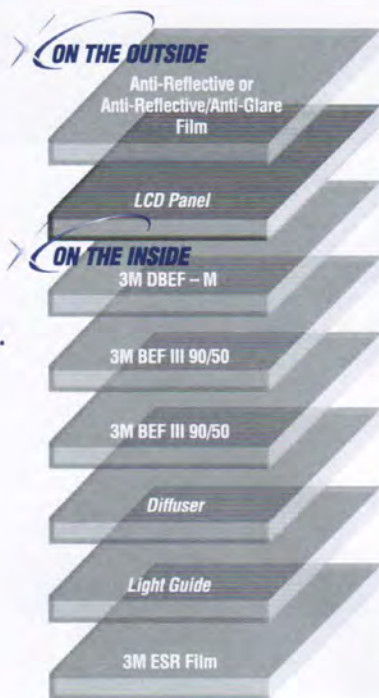 ON THE OUTSIDE
Anti-Reflective or
Anti-Reflective/Anti-Glare
Film
LCD Panel
ON THE INSIDE
3M DBEF – M
3M BEF III 90/50
3M BEF III 90/50
Diffuser
Light Guide
3M ESR Film